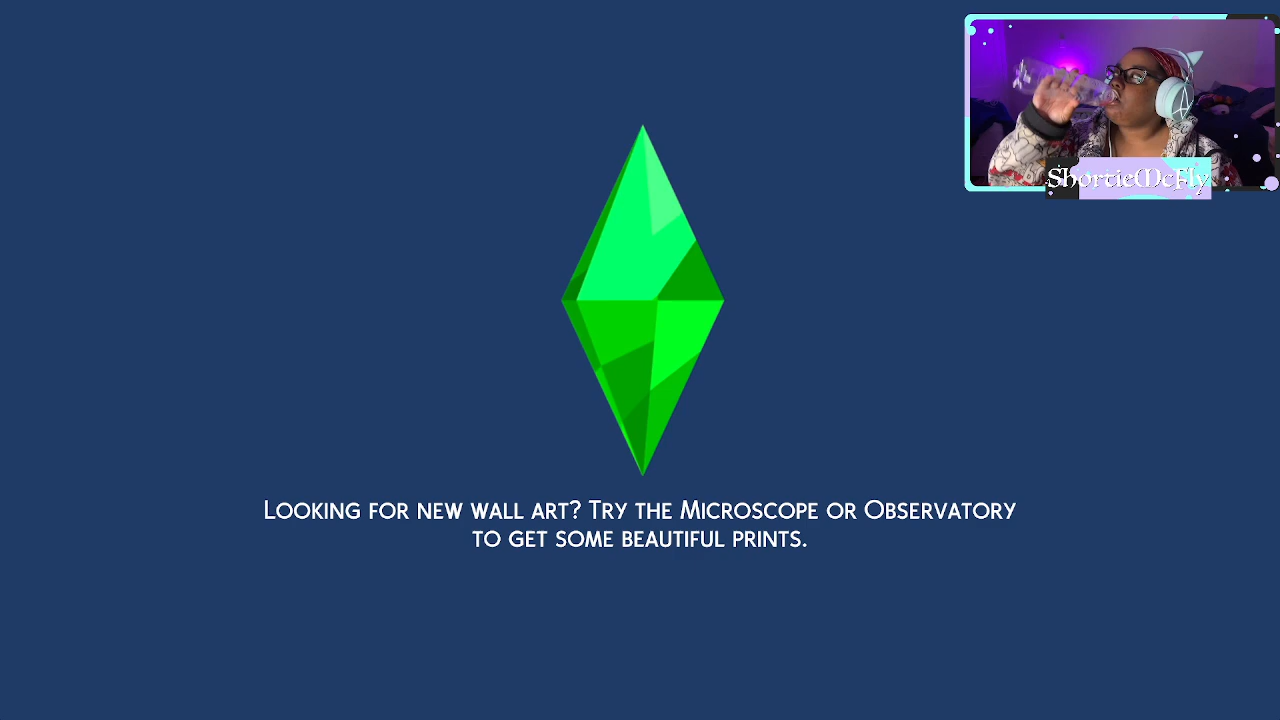 ShortieMcFly
Looking for new wall art? Try the Microscope or Observatory
to get some beautiful prints.